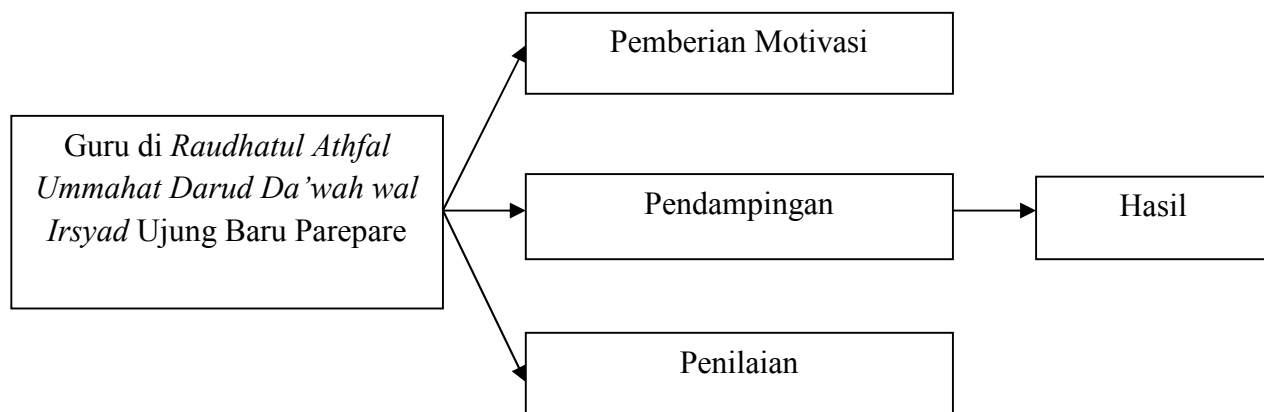 Pemberian Motivasi
Guru di Raudhatul Athfal
Ummahat Darud Da’wah wal
Irsyad Ujung Baru Parepare
Pendampingan
Hasil
Penilaian